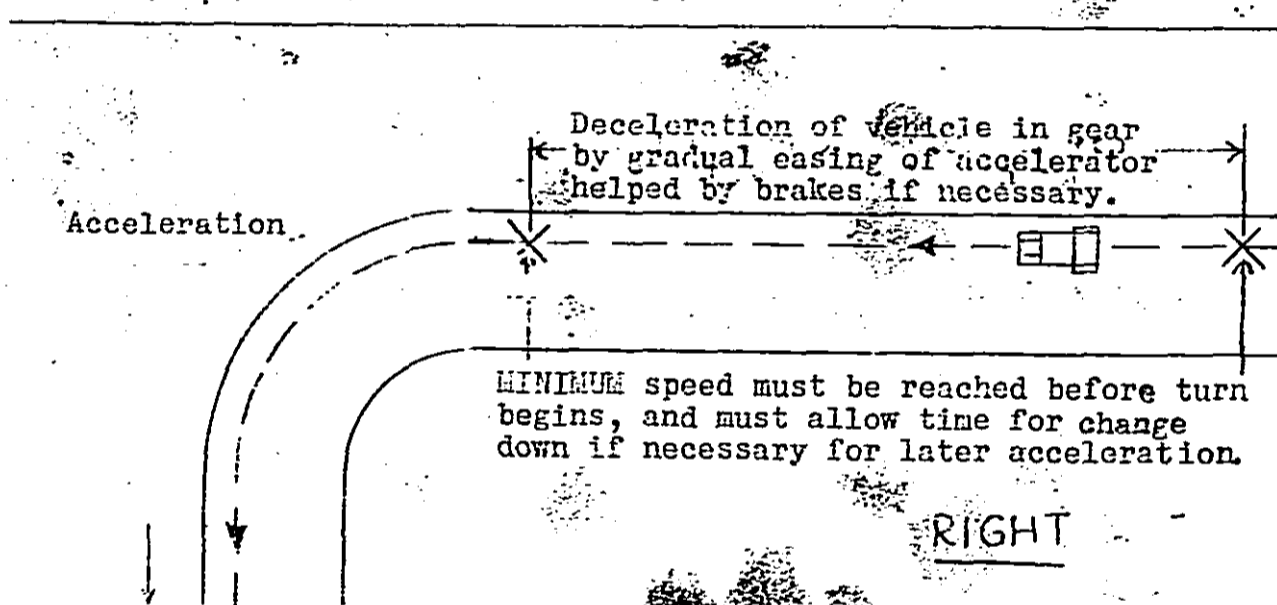 Deceleration of vehicle in gear
by gradual easing of accelerator
helped by brakes if necessary.
Acceleration
MINIMUM speed must be reached before turn
begins, and must allow time for change
down if necessary for later acceleration.
RIGHT